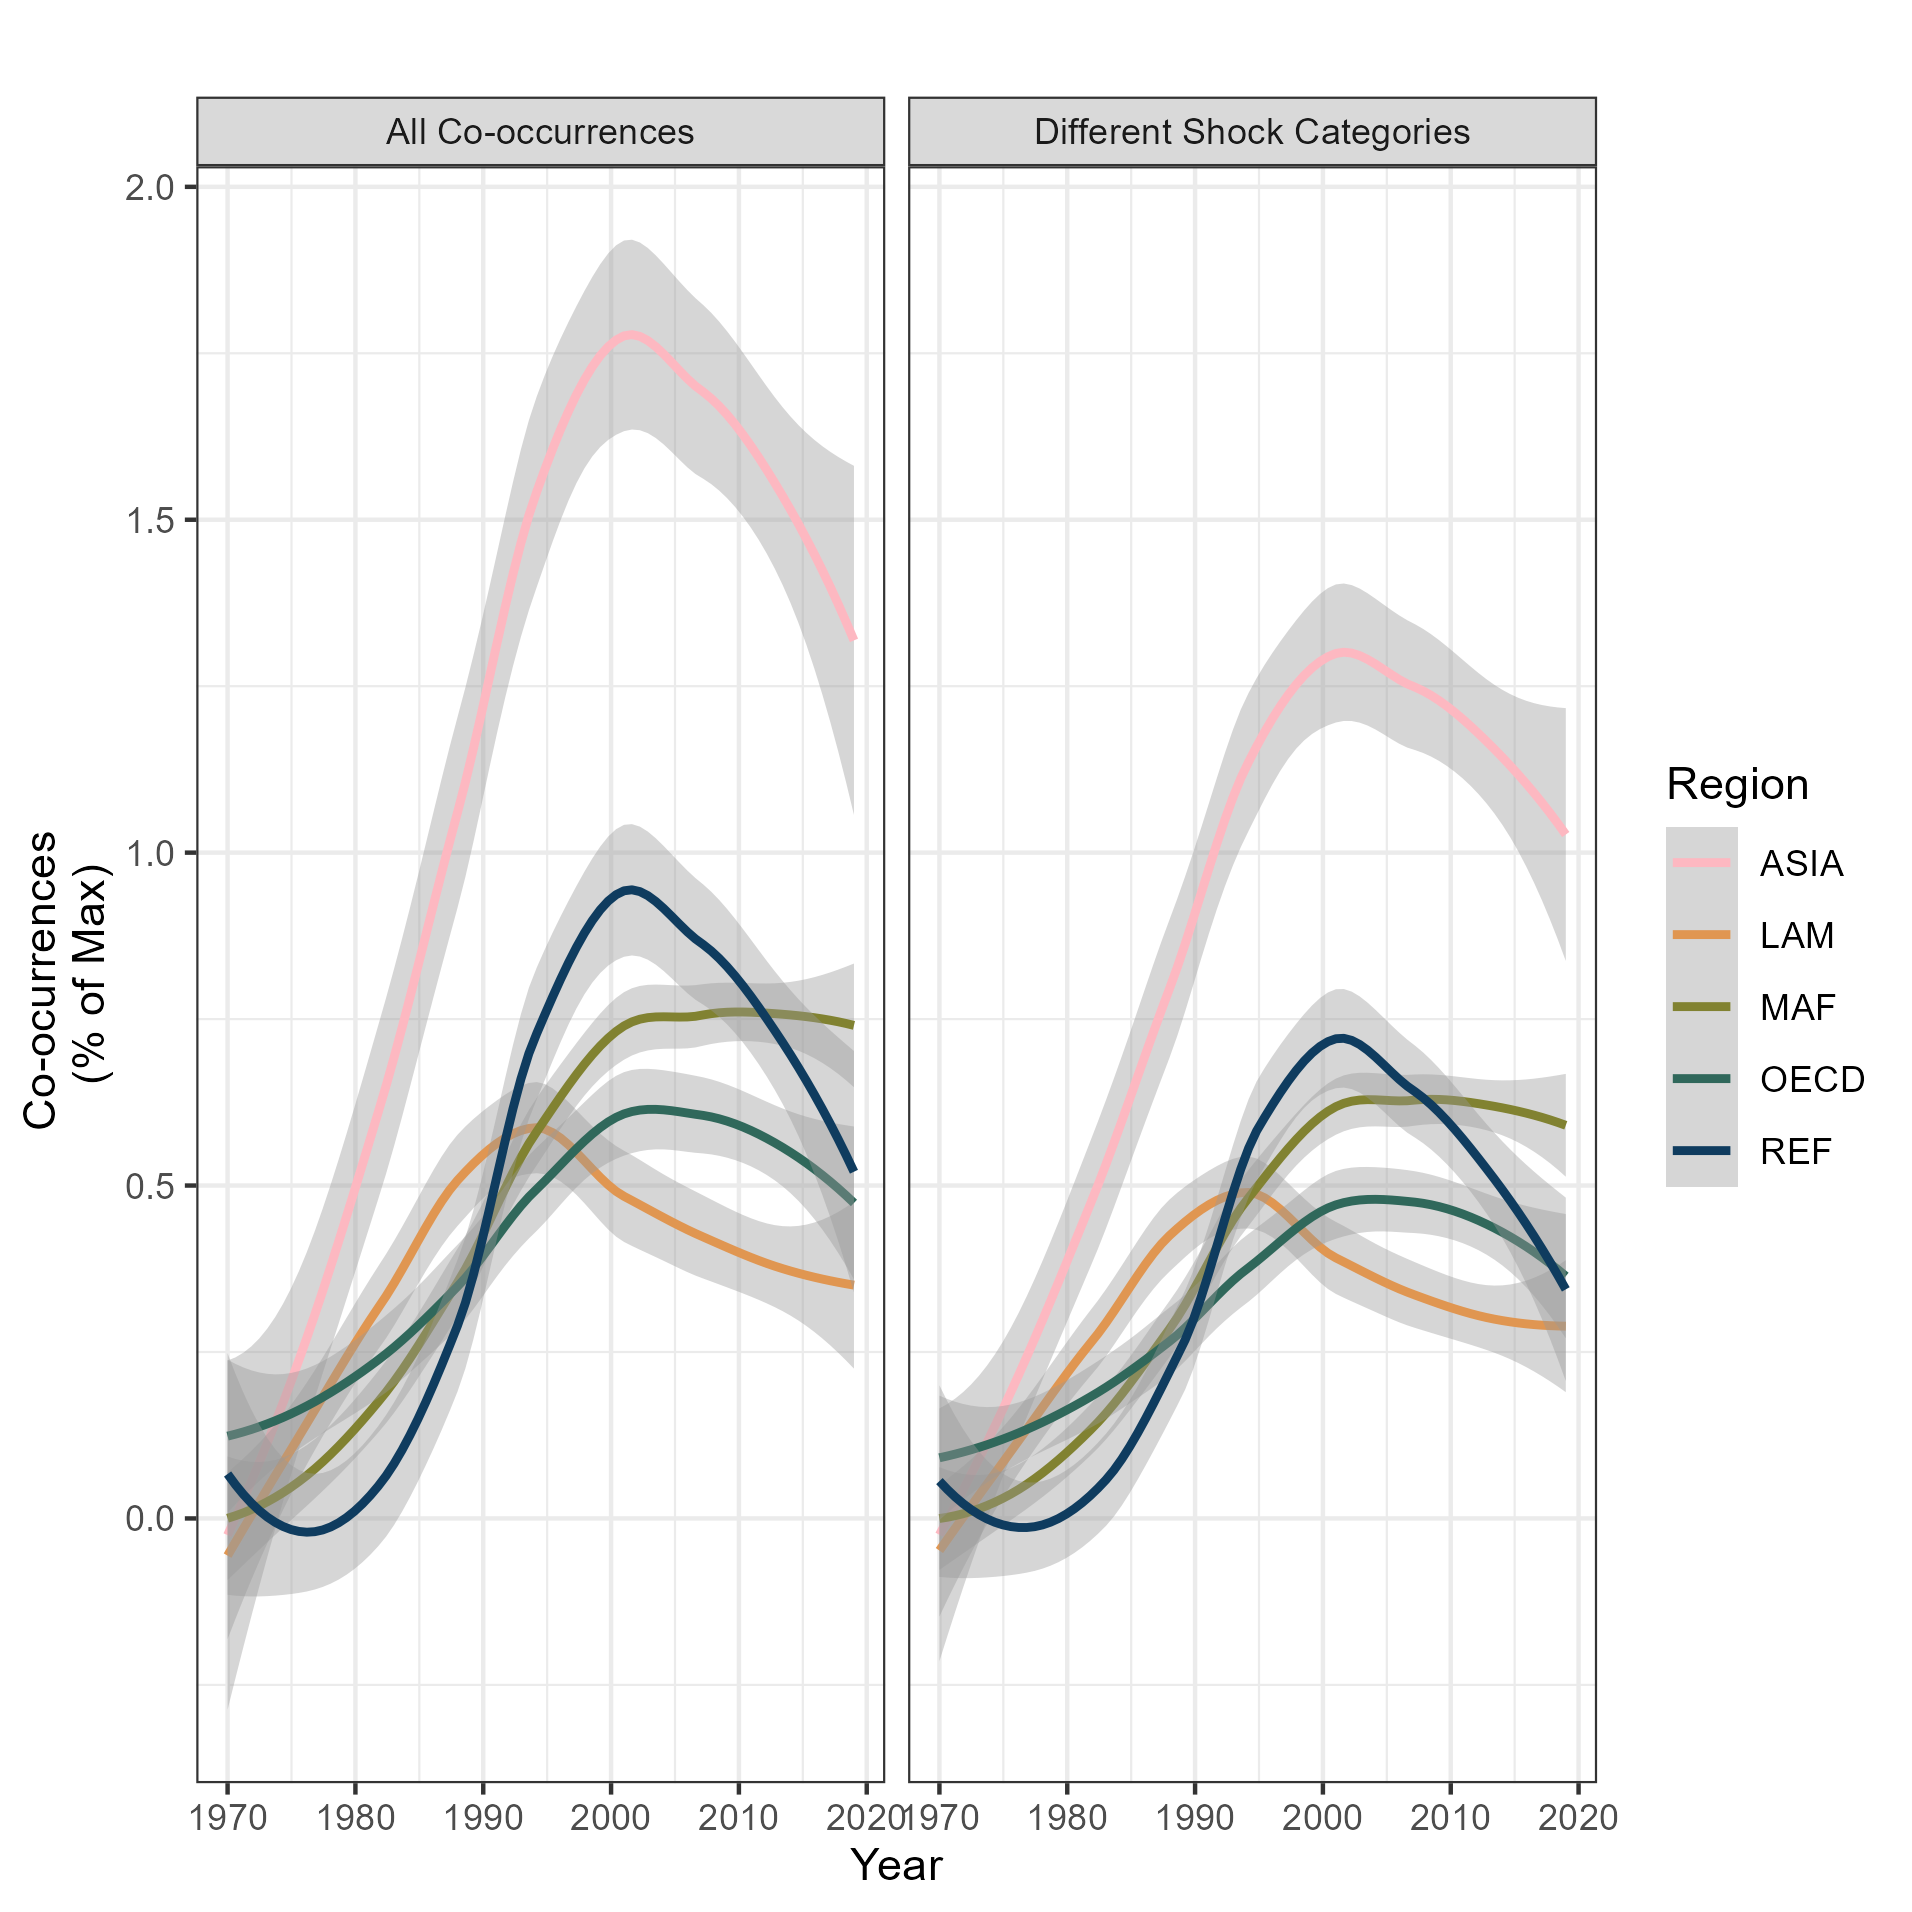 All Co-occurrences
Different Shock Categories
Co-ocurrences
(% of Max)
2.0
1.5
1.0
0.5
0.0
1970 1980 1990 2000 2010 2020
1970 1980 1990 2000 2010 2020
Year
Region
ASIA
LAM
MAF
OECD
REF